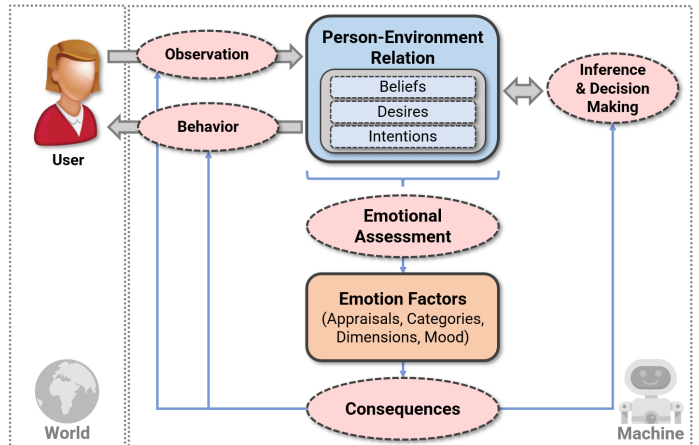 Observation
Person-Environment
Relation
Beliefs
Desires
Intentions
Inference
& Decision
Making
Behavior
User
Emotional
Assessment
Emotion Factors
(Appraisals, Categories,
Dimensions, Mood)
Consequences
World
Machine